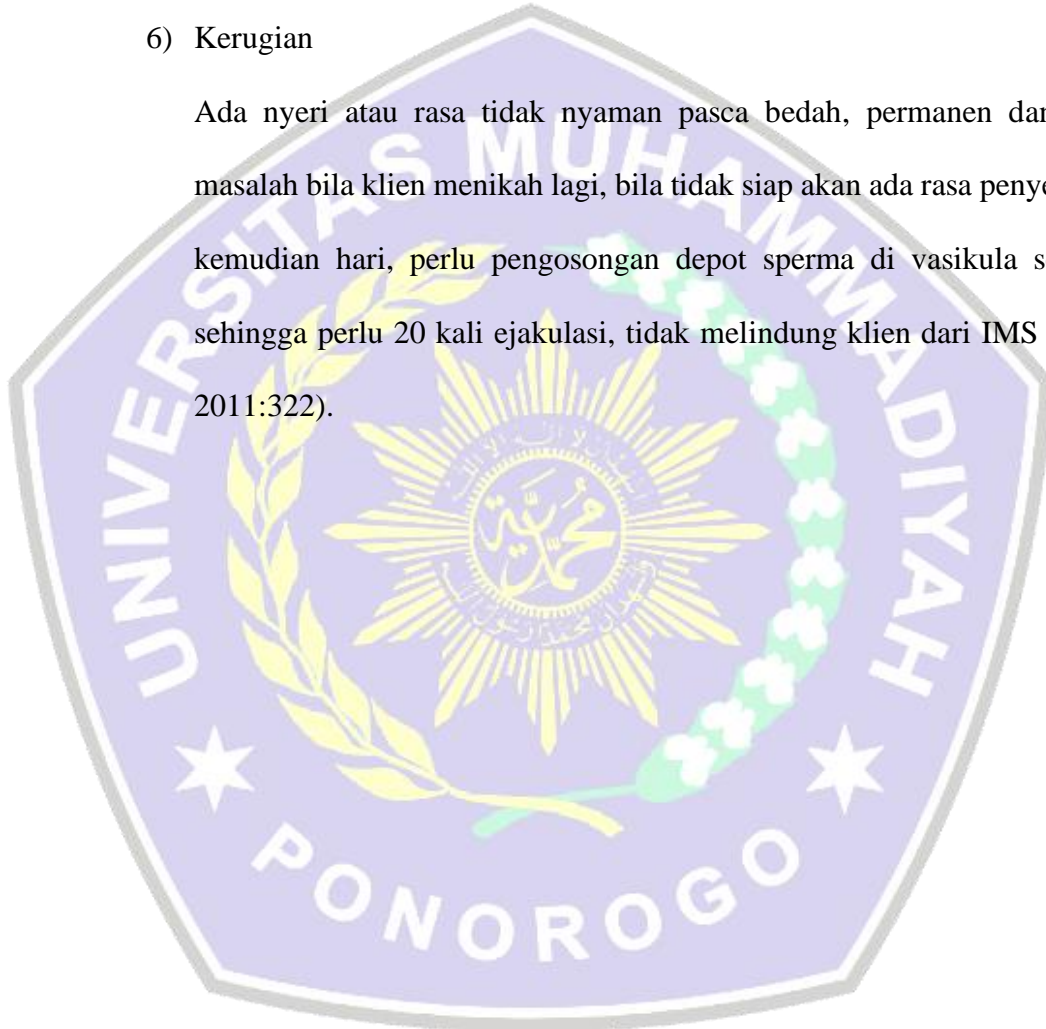 6) Kerugian
Ada nyeri atau rasa tidak nyaman pasca bedah, permanen dan
masalah bila klien menikah lagi, bila tidak siap akan ada rasa
kemudian hari, perlu pengosongan depot sperma di vasikula
sehingga perlu 20 kali ejakulasi, tidak melindung klien dari IMS
2011:322).
UNIVERSITAS MUHAMMADIYAH
PONOROGO
محمدية